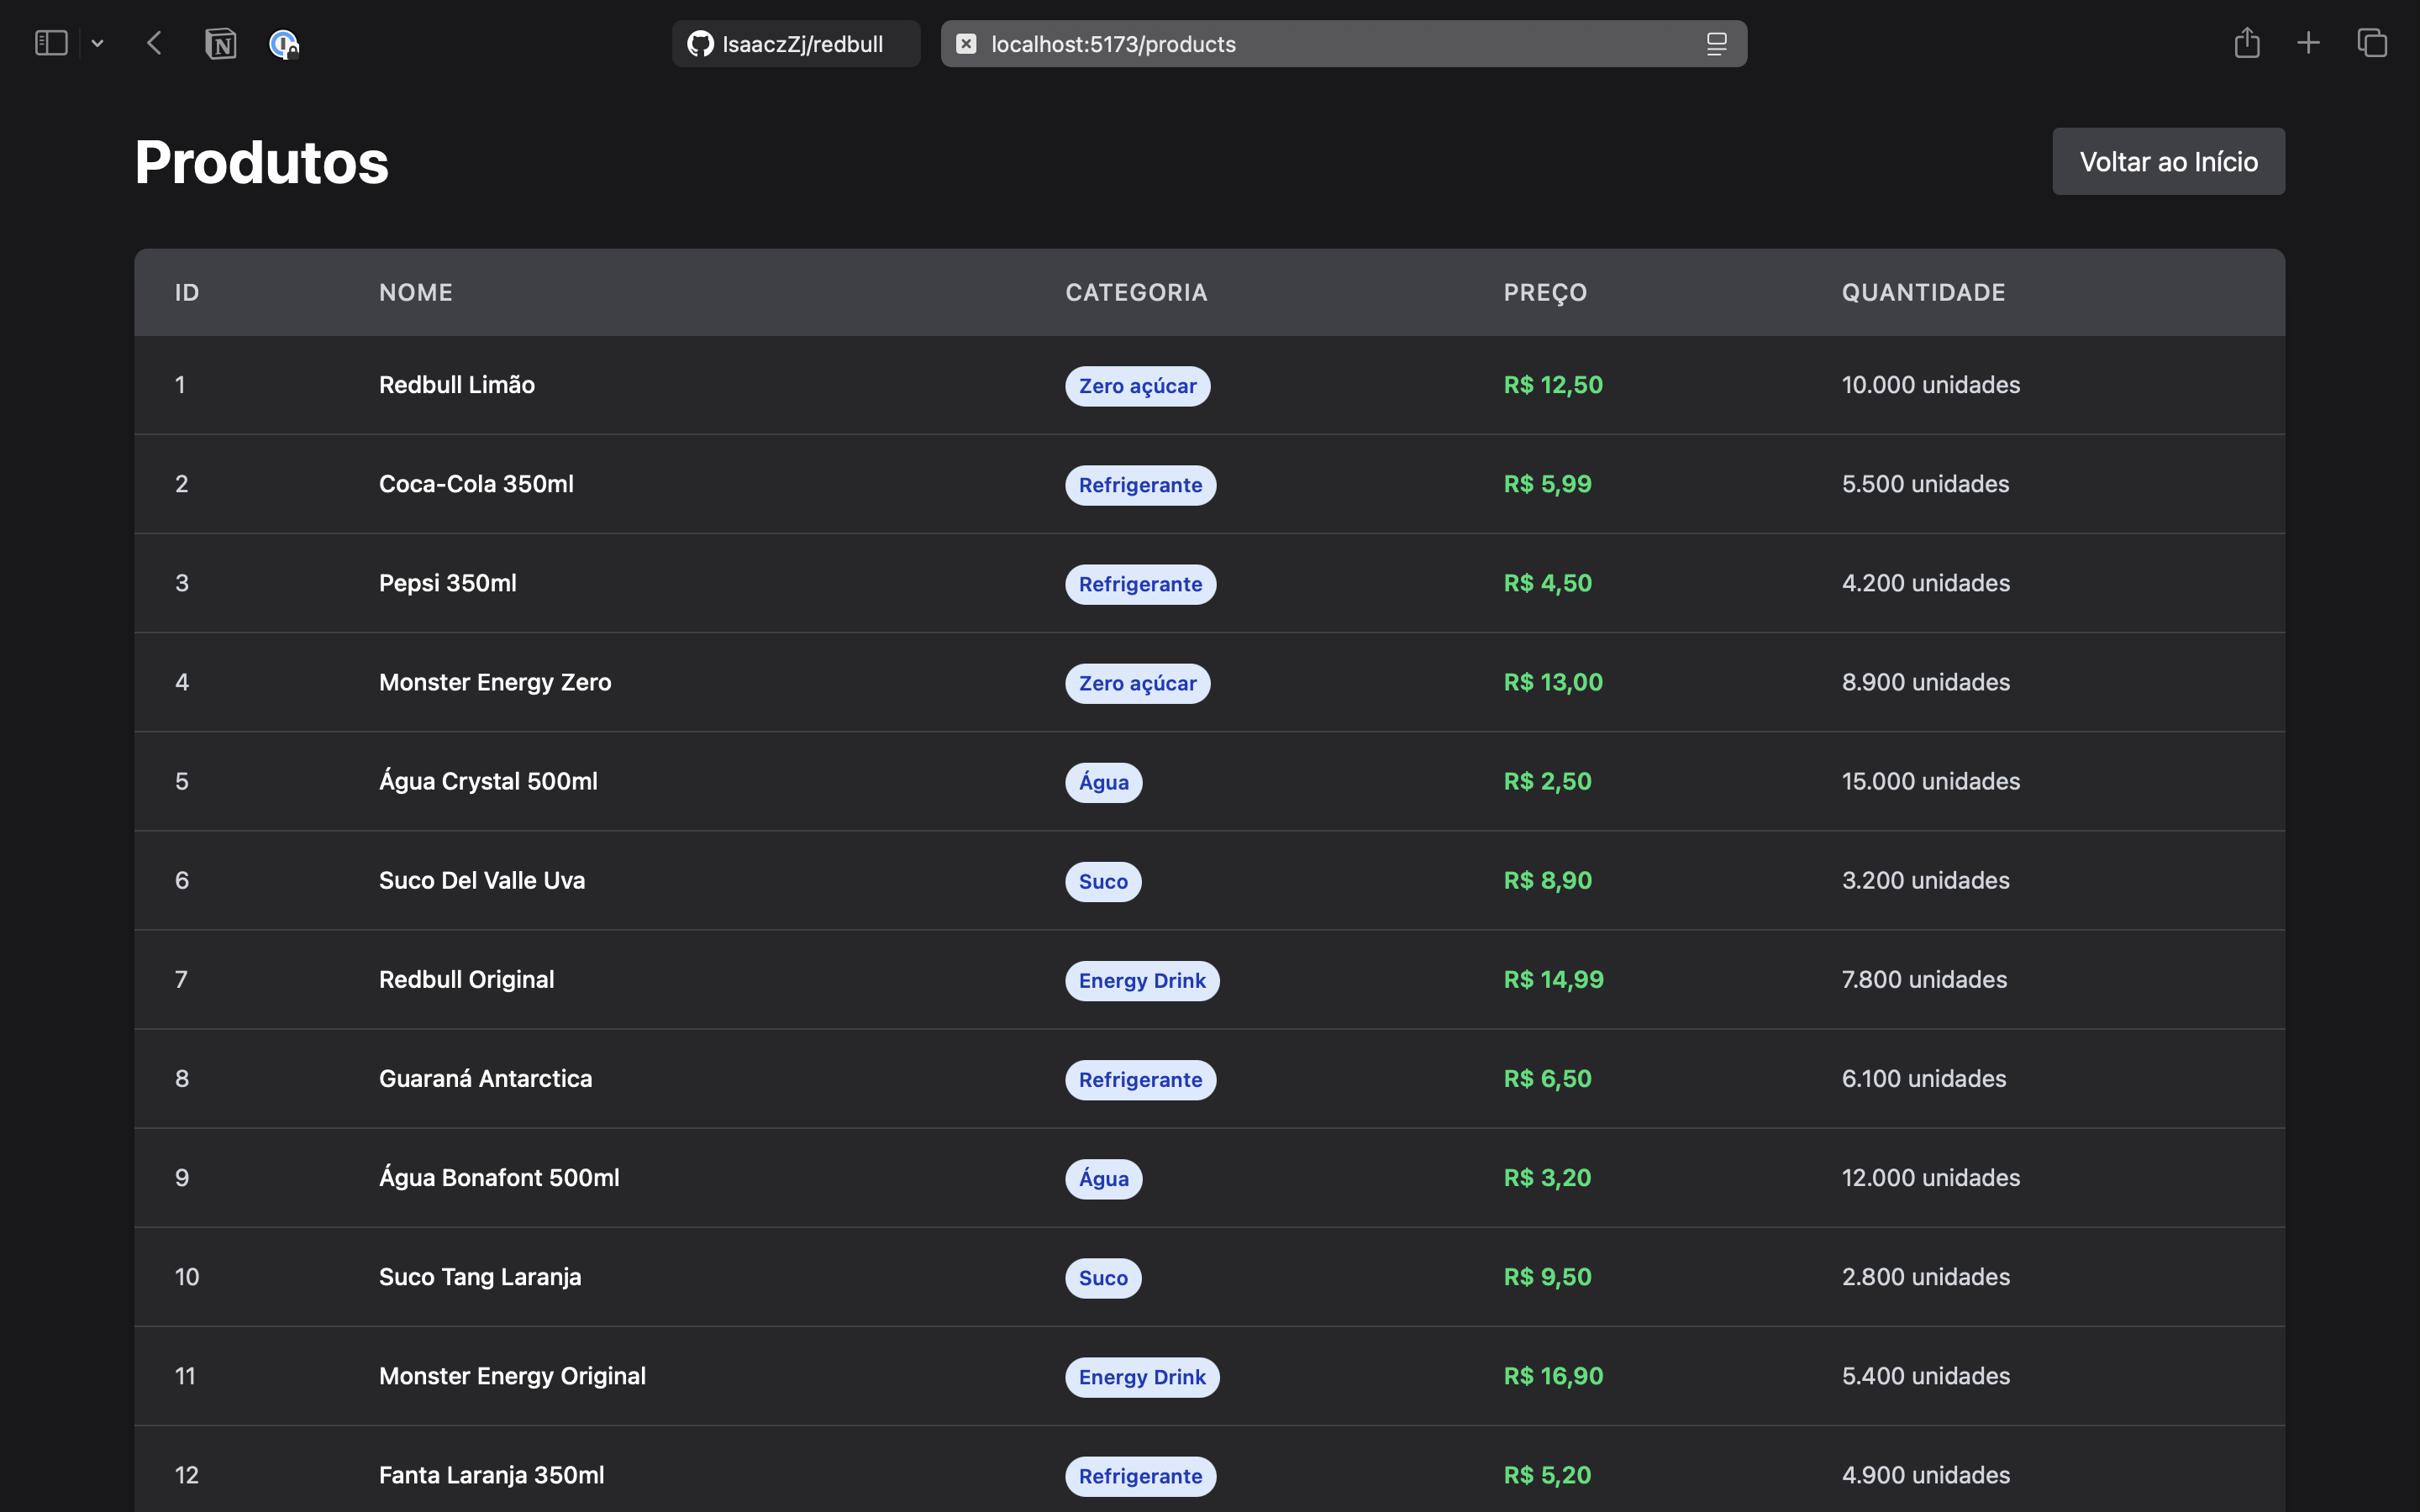 IsaaczZj/redbull localhost:5173/products
Produtos Voltar ao Início
ID NOME CATEGORIA PREÇO QUANTIDADE
1 Redbull Limão Zero açúcar R$ 12,50 10.000 unidades
2 Coca-Cola 350ml Refrigerante R$ 5,99 5.500 unidades
3 Pepsi 350ml Refrigerante R$ 4,50 4.200 unidades
4 Monster Energy Zero Zero açúcar R$ 13,00 8.900 unidades
5 Água Crystal 500ml Água R$ 2,50 15.000 unidades
6 Suco Del Valle Uva Suco R$ 8,90 3.200 unidades
7 Redbull Original Energy Drink R$ 14,99 7.800 unidades
8 Guaraná Antarctica Refrigerante R$ 6,50 6.100 unidades
9 Água Bonafont 500ml Água R$ 3,20 12.000 unidades
10 Suco Tang Laranja Suco R$ 9,50 2.800 unidades
11 Monster Energy Original Energy Drink R$ 16,90 5.400 unidades
12 Fanta Laranja 350ml Refrigerante R$ 5,20 4.900 unidades